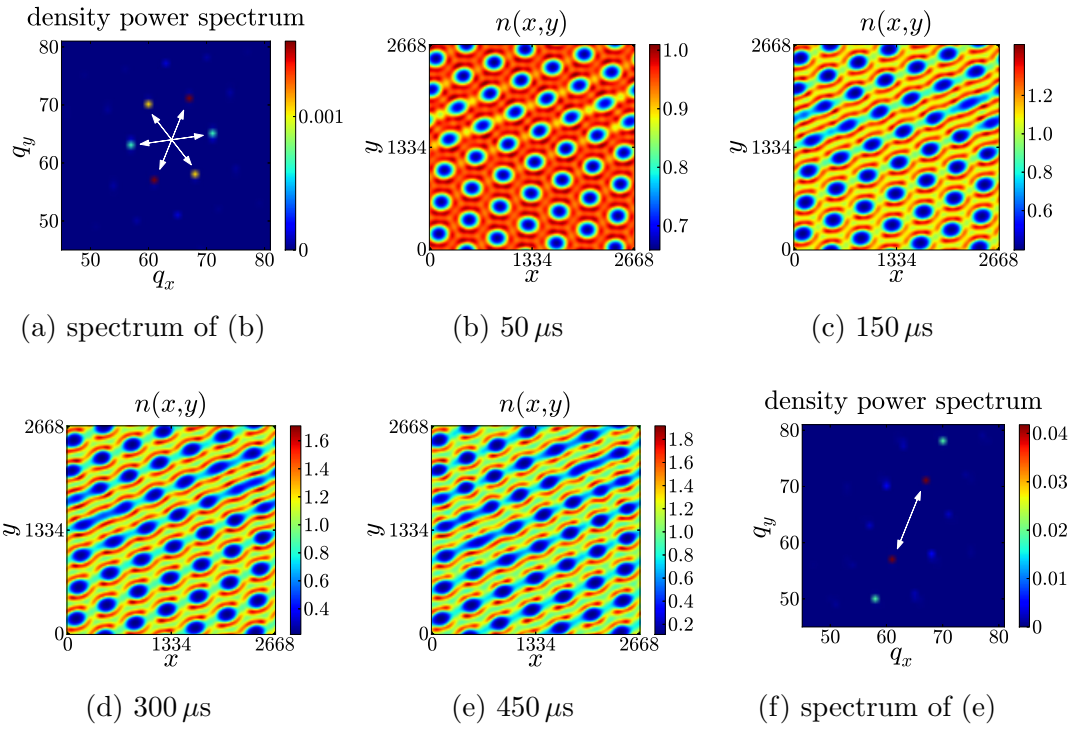 density power spectrum
80
70
60
50
q_y
50 60 70 80
q_x
0.001
0
(a) spectrum of (b)
n(x,y)
2668
1334
0
y
0 1334 2668
x
1.0
0.9
0.8
0.7
(b) 50 μs
n(x,y)
2668
1334
0
y
0 1334 2668
x
1.2
1.0
0.8
0.6
(c) 150 μs
n(x,y)
2668
1334
0
y
0 1334 2668
x
1.6
1.4
1.2
1.0
0.8
0.6
0.4
(d) 300 μs
n(x,y)
2668
1334
0
y
0 1334 2668
x
1.8
1.6
1.4
1.2
1.0
0.8
0.6
0.4
0.2
(e) 450 μs
density power spectrum
80
70
60
50
q_y
50 60 70 80
q_x
0.04
0.03
0.02
0.01
0
(f) spectrum of (e)